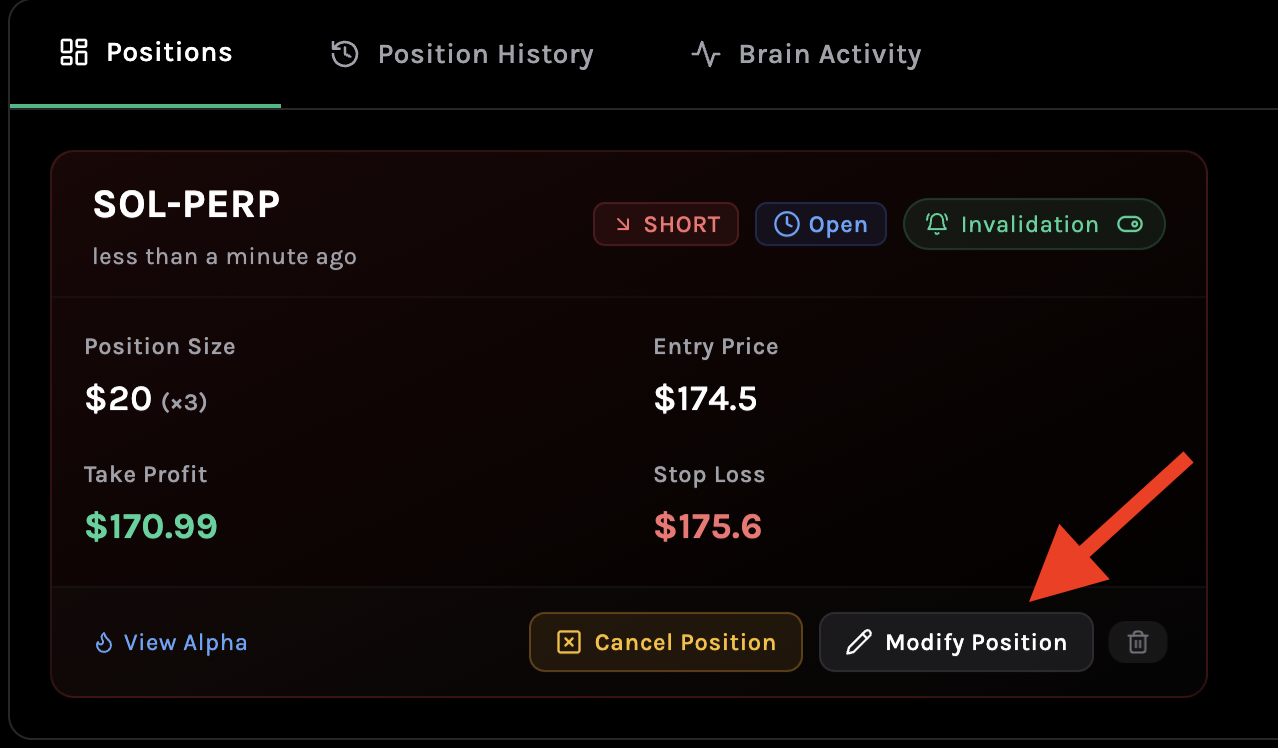 Positions
Position History
Brain Activity
SOL-PERP
less than a minute ago
SHORT
Open
Invalidation
Position Size
$20 (×3)
Entry Price
$174.5
Take Profit
$170.99
Stop Loss
$175.6
View Alpha
Cancel Position
Modify Position